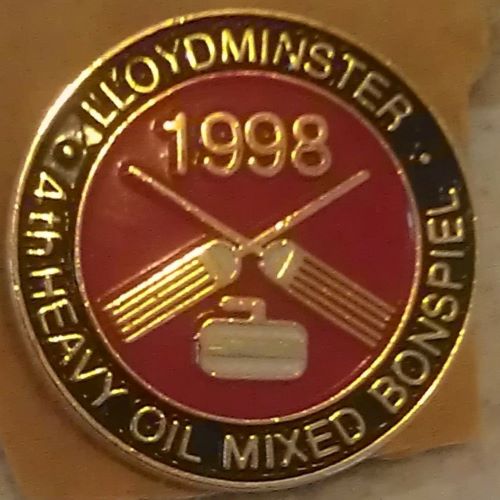 LLOYDMINSTER
1998
4th HEAVY OIL MIXED BONSPIEL